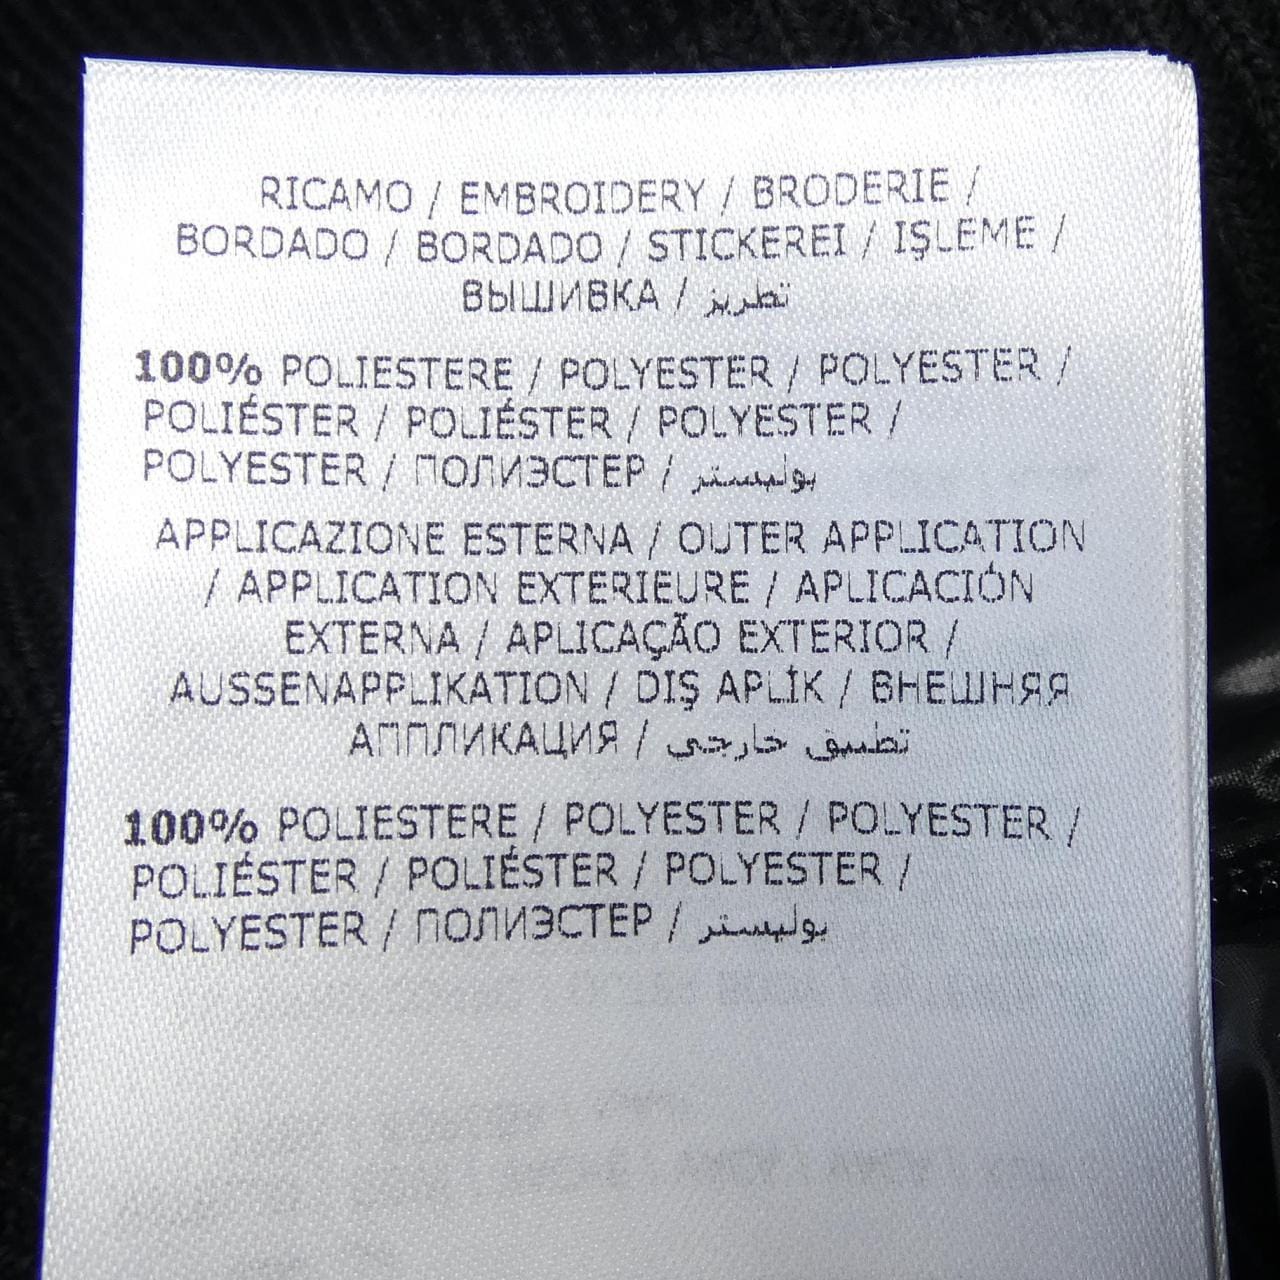 RICAMO / EMBROIDERY / BRODERIE /
BORDADO / BORDADO / STICKEREI / IŞLEME /
ВЫШИВКА / تطريز
100% POLIESTERE / POLYESTER / POLYESTER /
POLIÉSTER / POLIÉSTER / POLYESTER /
POLYESTER / ПОЛИЭСТЕР / بوليستر
APPLICAZIONE ESTERNA / OUTER APPLICATION
/ APPLICATION EXTERIEURE / APLICACIÓN
EXTERNA / APLICAÇÃO EXTERIOR /
AUSSENAPPLIKATION / DIŞ APLİK / ВНЕШНЯЯ
АППЛИКАЦИЯ / تطبيق خارجي
100% POLIESTERE / POLYESTER / POLYESTER /
POLIÉSTER / POLIÉSTER / POLYESTER /
POLYESTER / ПОЛИЭСТЕР / بوليستر